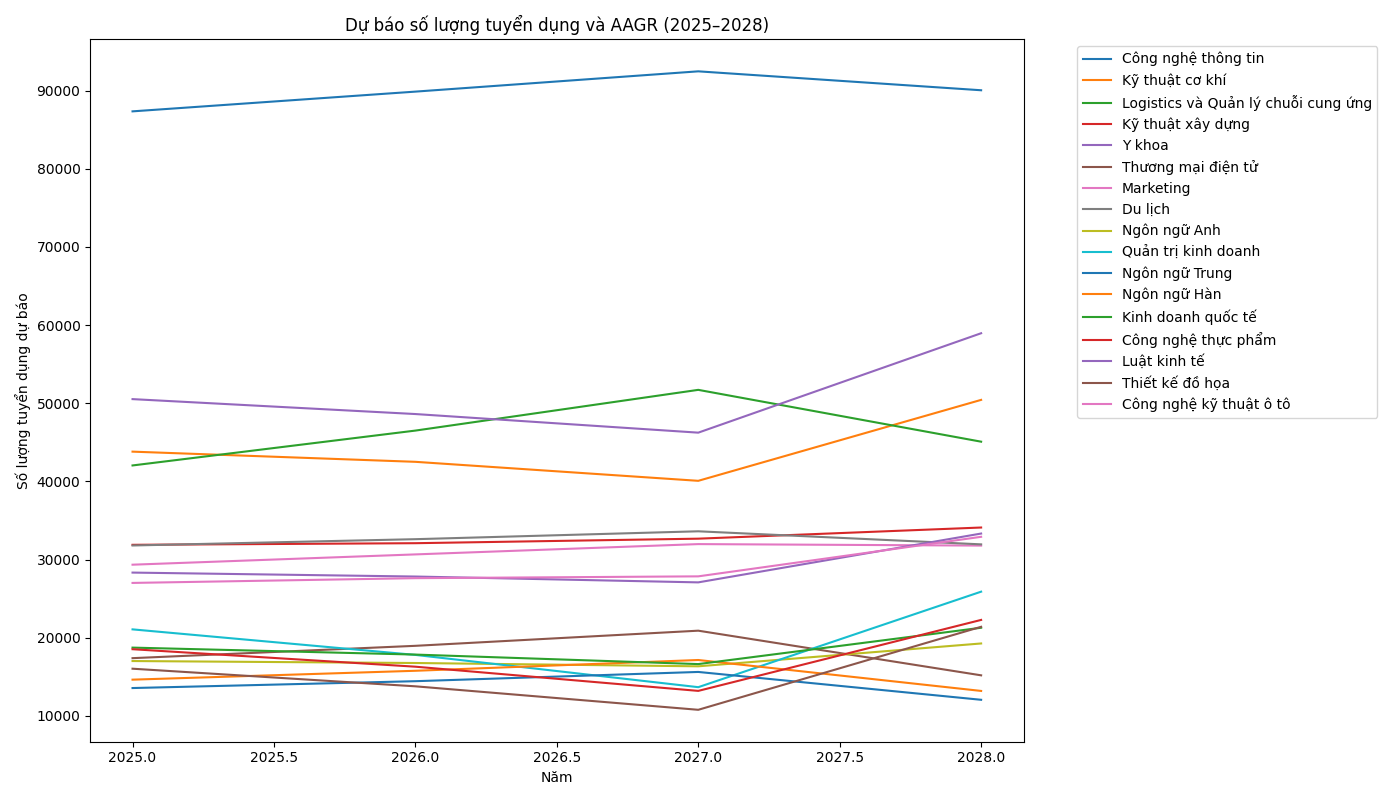 Dự báo số lượng tuyển dụng và AAGR (2025–2028)
Số lượng tuyển dụng dự báo
90000
80000
70000
60000
50000
40000
30000
20000
10000
2025.0 2025.5 2026.0 2026.5 2027.0 2027.5 2028.0
Năm
Công nghệ thông tin
Kỹ thuật cơ khí
Logistics và Quản lý chuỗi cung ứng
Kỹ thuật xây dựng
Y khoa
Thương mại điện tử
Marketing
Du lịch
Ngôn ngữ Anh
Quản trị kinh doanh
Ngôn ngữ Trung
Ngôn ngữ Hàn
Kinh doanh quốc tế
Công nghệ thực phẩm
Luật kinh tế
Thiết kế đồ họa
Công nghệ kỹ thuật ô tô